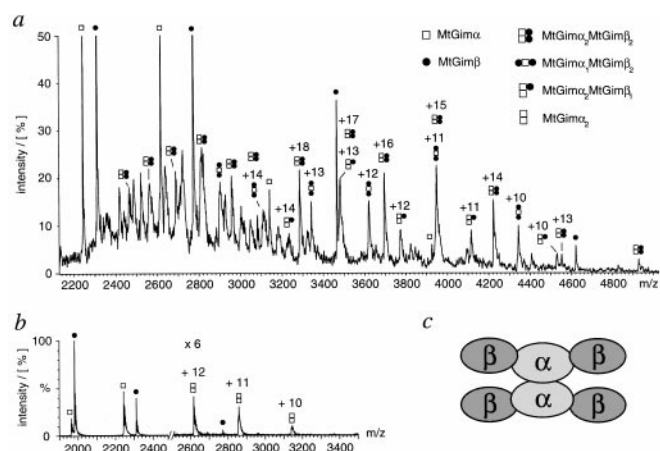 a
50
40
30
20
10
0
intensity / [ % ]
MtGimα
MtGimβ
MtGimα₂MtGimβ₂
MtGimα₁MtGimβ₂
MtGimα₂MtGimβ₁
MtGimα₂
+14
+14
+18
+13
+17
+13
+12
+16
+12
+15
+11
+11
+14
+10
+10
+13
2200 2400 2600 2800 3000 3200 3400 3600 3800 4000 4200 4400 4600 4800 m/z
b
100
%
0
x 6
+ 12
+ 11
+ 10
1900 2000 2200 2400 2600 2800 3000 3200 3400 m/z
c
β α β
β α β